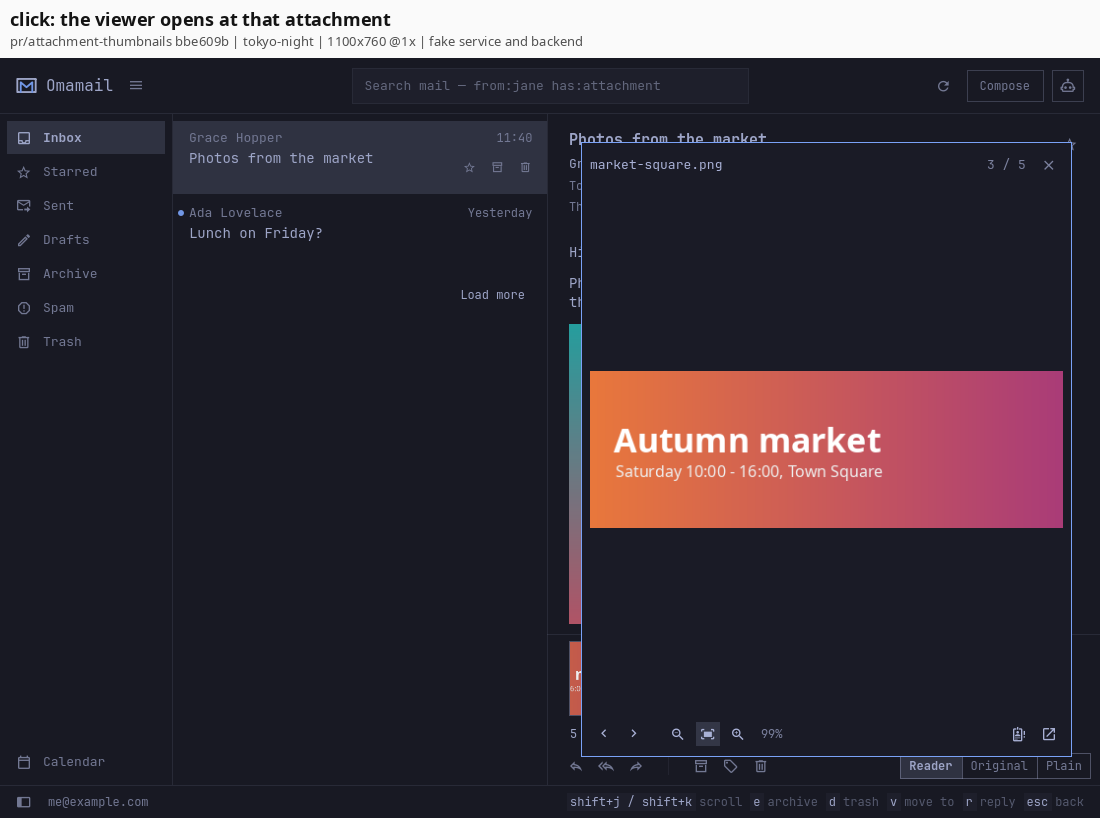 click: the viewer opens at that attachment
pr/attachment-thumbnails bbe609b | tokyo-night | 1100x760 @1x | fake service and backend
Omamail
Search mail — from:jane has:attachment
Compose
Inbox
Starred
Sent
Drafts
Archive
Spam
Trash
Calendar
Grace Hopper 11:40
Photos from the market
Ada Lovelace Yesterday
Lunch on Friday?
Load more
Photos from the market
market-square.png 3 / 5
Autumn market
Saturday 10:00 - 16:00, Town Square
5
99%
Reader Original Plain
me@example.com
shift+j / shift+k scroll e archive d trash v move to r reply esc back